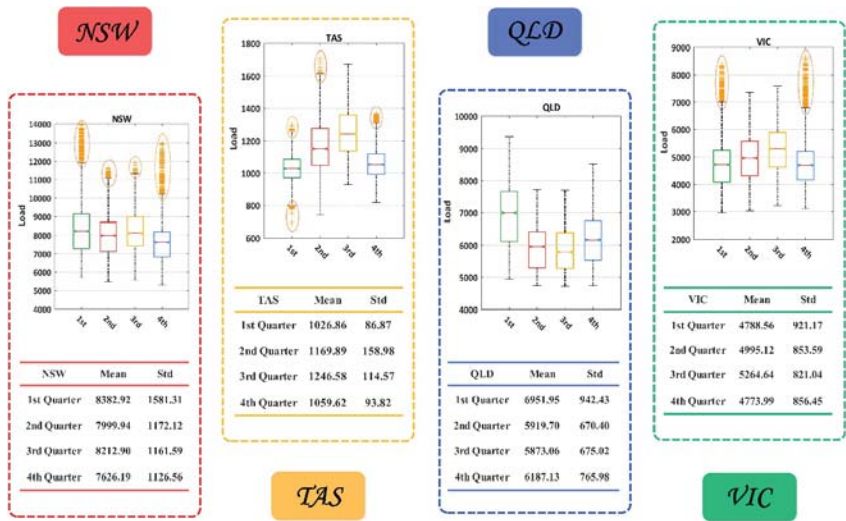 NSW
NSW
14000
13000
12000
11000
10000
9000
8000
7000
6000
5000
4000
Load
1st
2nd
3rd
4th
NSW Mean Std
1st Quarter 8382.92 1581.31
2nd Quarter 7999.94 1172.12
3rd Quarter 8212.90 1161.59
4th Quarter 7626.19 1126.56
TAS
1800
1600
1400
1200
1000
800
600
Load
1st
2nd
3rd
4th
TAS Mean Std
1st Quarter 1026.86 86.87
2nd Quarter 1169.89 158.98
3rd Quarter 1246.58 114.57
4th Quarter 1059.62 93.82
TAS
QLD
QLD
10000
9000
8000
7000
6000
5000
4000
Load
1st
2nd
3rd
4th
QLD Mean Std
1st Quarter 6951.95 942.43
2nd Quarter 5919.70 670.40
3rd Quarter 5873.06 675.02
4th Quarter 6187.13 765.98
VIC
9000
8000
7000
6000
5000
4000
3000
2000
Load
1st
2nd
3rd
4th
VIC Mean Std
1st Quarter 4788.56 921.17
2nd Quarter 4995.12 853.59
3rd Quarter 5264.64 821.04
4th Quarter 4773.99 856.45
VIC